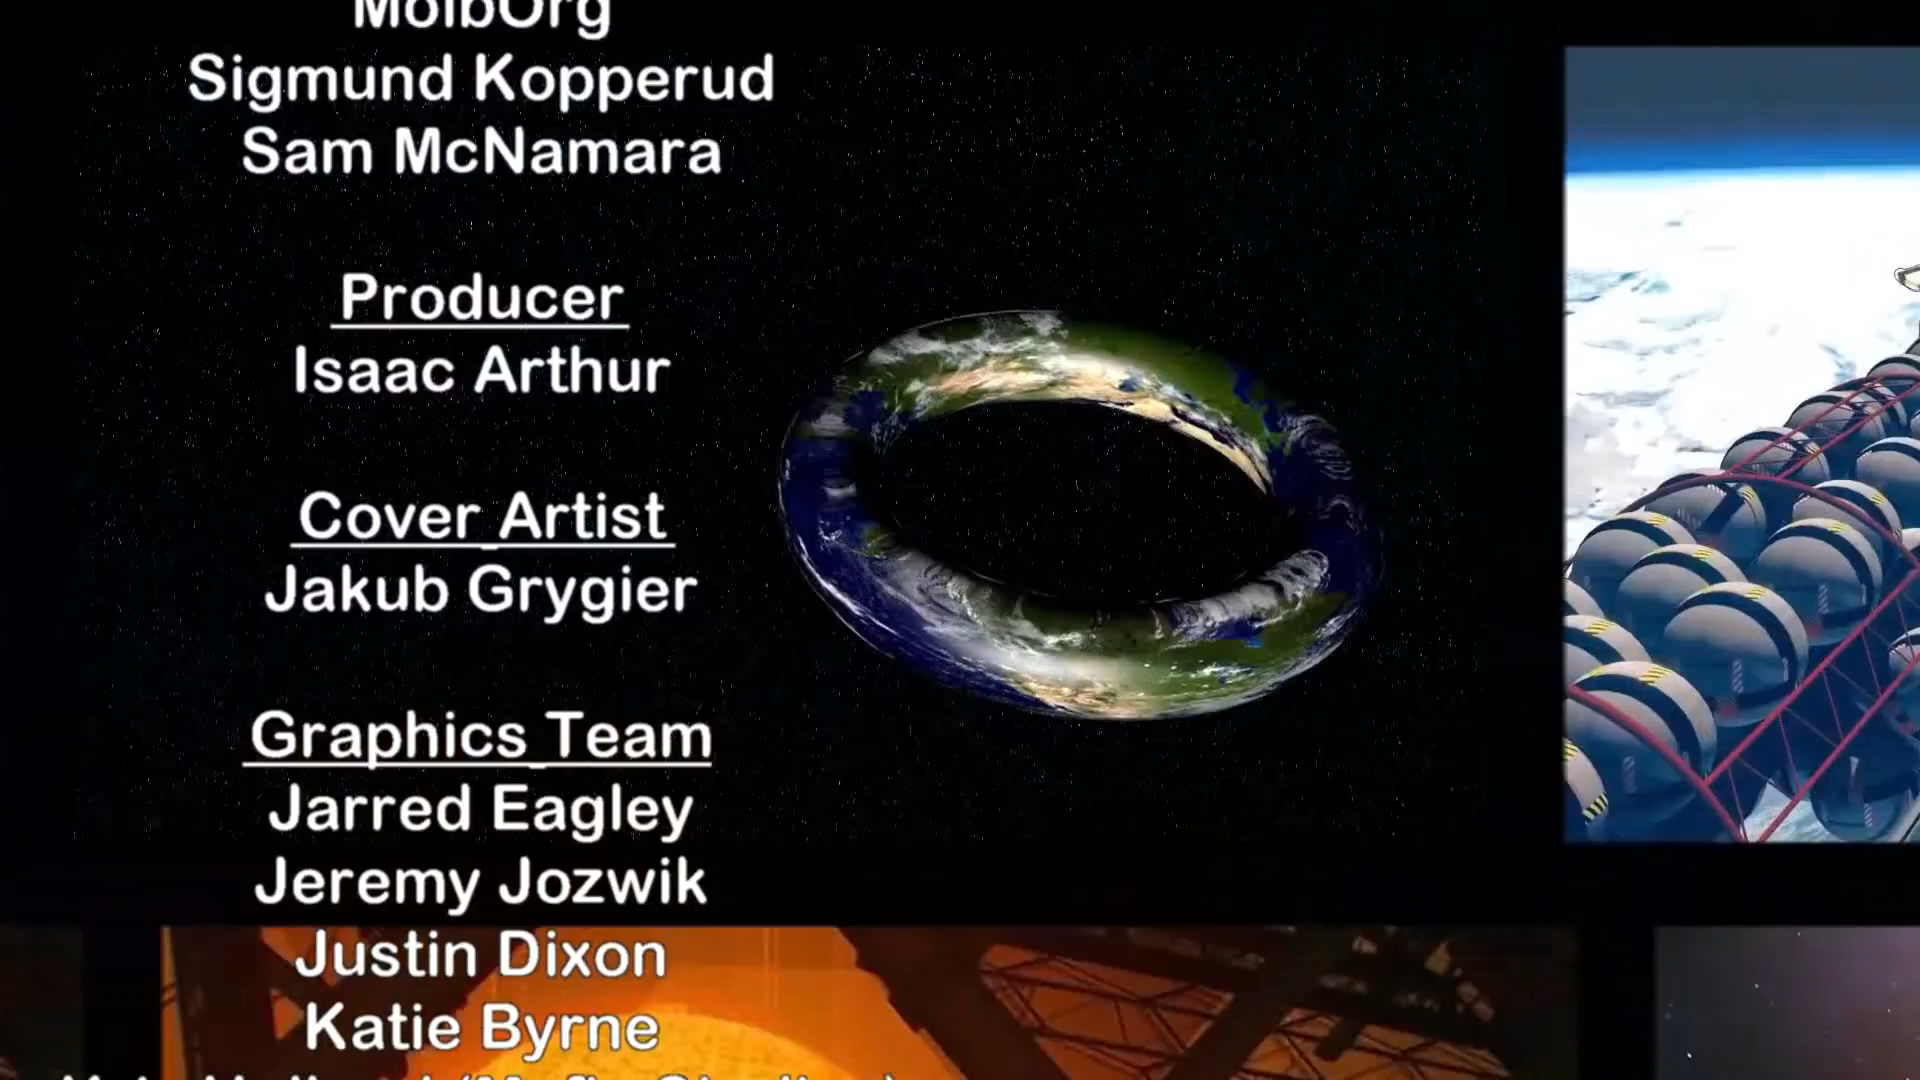 MolbOrg
Sigmund Kopperud
Sam McNamara
Producer
Isaac Arthur
Cover Artist
Jakub Grygier
Graphics Team
Jarred Eagley
Jeremy Jozwik
Justin Dixon
Katie Byrne